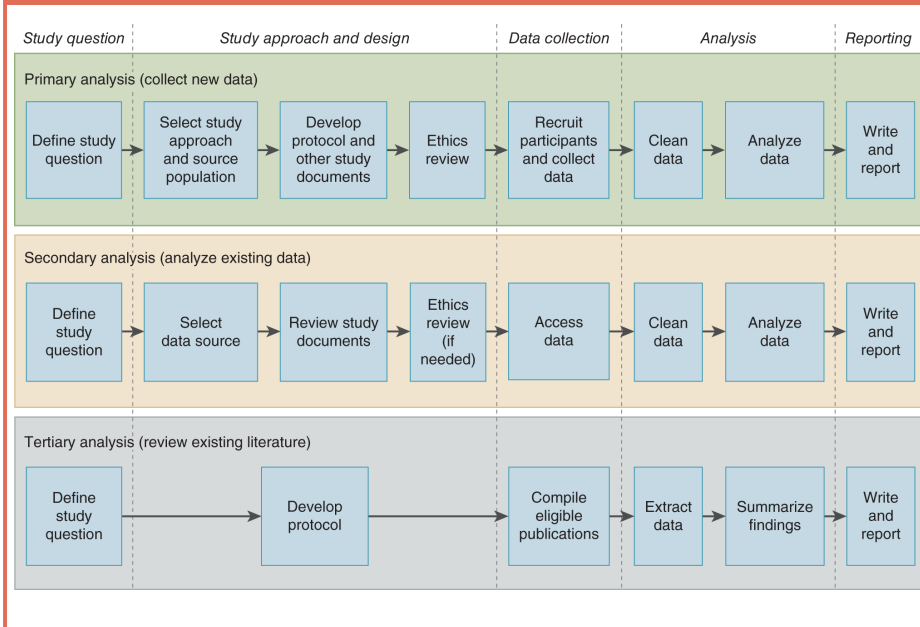 Study question
Study approach and design
Data collection
Analysis
Reporting
Primary analysis (collect new data)
Define study
question
Select study
approach
and source
population
Develop
protocol and
other study
documents
Ethics
review
Recruit
participants
and collect
data
Clean
data
Analyze
data
Write
and
report
Secondary analysis (analyze existing data)
Define
study
question
Select
data source
Review study
documents
Ethics
review
(if
needed)
Access
data
Clean
data
Analyze
data
Write
and
report
Tertiary analysis (review existing literature)
Define
study
question
Develop
protocol
Compile
eligible
publications
Extract
data
Summarize
findings
Write
and
report